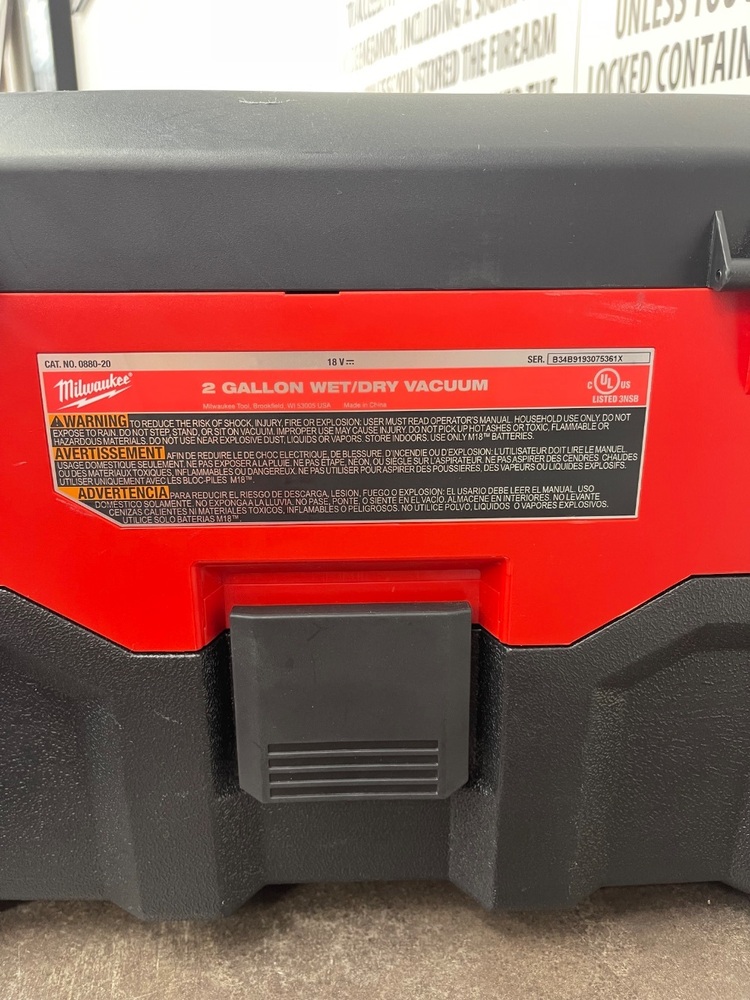 INCLUDING A
UNLESS YOU
STORED THE FIREARM
LOCKED CONTAIN
CAT. NO. 0880-20 18 V SER. B34B9193075361X
Milwaukee 2 GALLON WET/DRY VACUUM C UL US
Milwaukee Tool, Brookfield, WI 53005 USA Made in China LISTED 3NSB
WARNING TO REDUCE THE RISK OF SHOCK, INJURY, FIRE OR EXPLOSION: USER MUST READ OPERATOR'S MANUAL. HOUSEHOLD USE ONLY. DO NOT
EXPOSE TO RAIN. DO NOT STEP, STAND, OR SIT ON VACUUM. IMPROPER USE MAY CAUSE INJURY. DO NOT PICK UP HOT ASHES OR TOXIC, FLAMMABLE OR
HAZARDOUS MATERIALS. DO NOT USE NEAR EXPLOSIVE DUST, LIQUIDS OR VAPORS. STORE INDOORS. USE ONLY M18™ BATTERIES.
AVERTISSEMENT AFIN DE REDUIRE LE DE CHOC ELECTRIQUE, DE BLESSURE, D'INCENDIE OU D'EXPLOSION: L'UTILISATEUR DOIT LIRE LE MANUEL.
USAGE DOMESTIQUE SEULEMENT. NE PAS EXPOSER A LA PLUIE. NE PAS ÉTAPE, NEON, OU SIEGLE SUR L'ASPIRATEUR. NE PAS ASPIRER DES CENDRES CHAUDES
OU DES MATERIAUX TOXIQUES, INFLAMMABLES OU DANGEREUX. NE PAS UTILISER POUR ASPIRER DES POUSSIERES, DES VAPEURS OU LIQUIDES EXPLOSIFS.
UTILISER UNIQUEMENT AVEC LES BLOC-PILES M18™.
ADVERTENCIA PARA REDUCIR EL RIESGO DE DESCARGA, LESION, FUEGO O EXPLOSION: EL USARIO DEBE LEER EL MANUAL. USO
DOMESTICO SOLAMENTE. NO EXPONGA A LA LLUVIA. NO PASE, PONTE, O SIENTE EN EL VACIO. ALMACENE EN INTERIORES. NO LEVANTE
CENIZAS CALIENTES NI MATERIALES TOXICOS, INFLAMABLES O PELIGROSOS. NO UTILICE POLVO, LIQUIDOS O VAPORES EXPLOSIVOS.
UTILICE SOLO BATERIAS M18™.